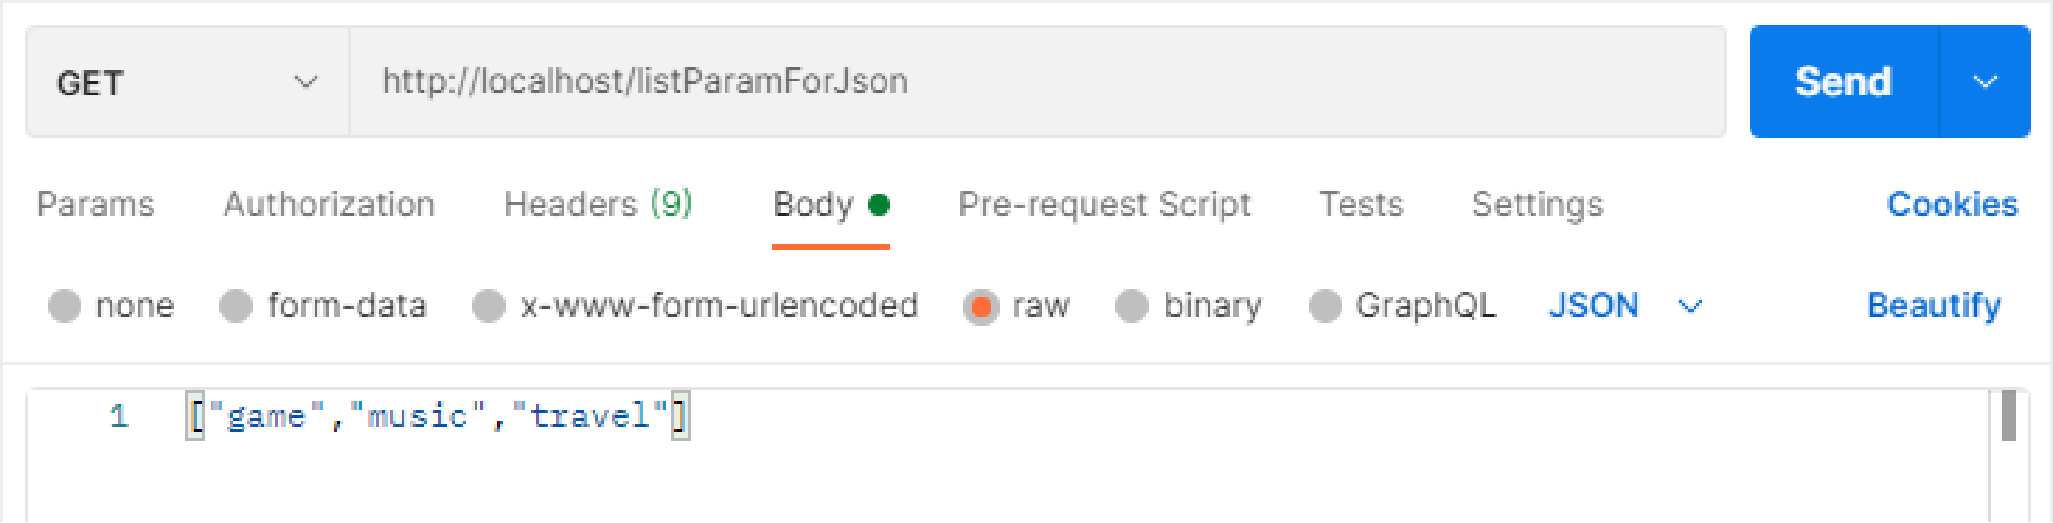 GET http://localhost/listParamForJson Send
Params Authorization Headers (9) Body Pre-request Script Tests Settings Cookies
none form-data x-www-form-urlencoded raw binary GraphQL JSON Beautify
1 ["game","music","travel"]